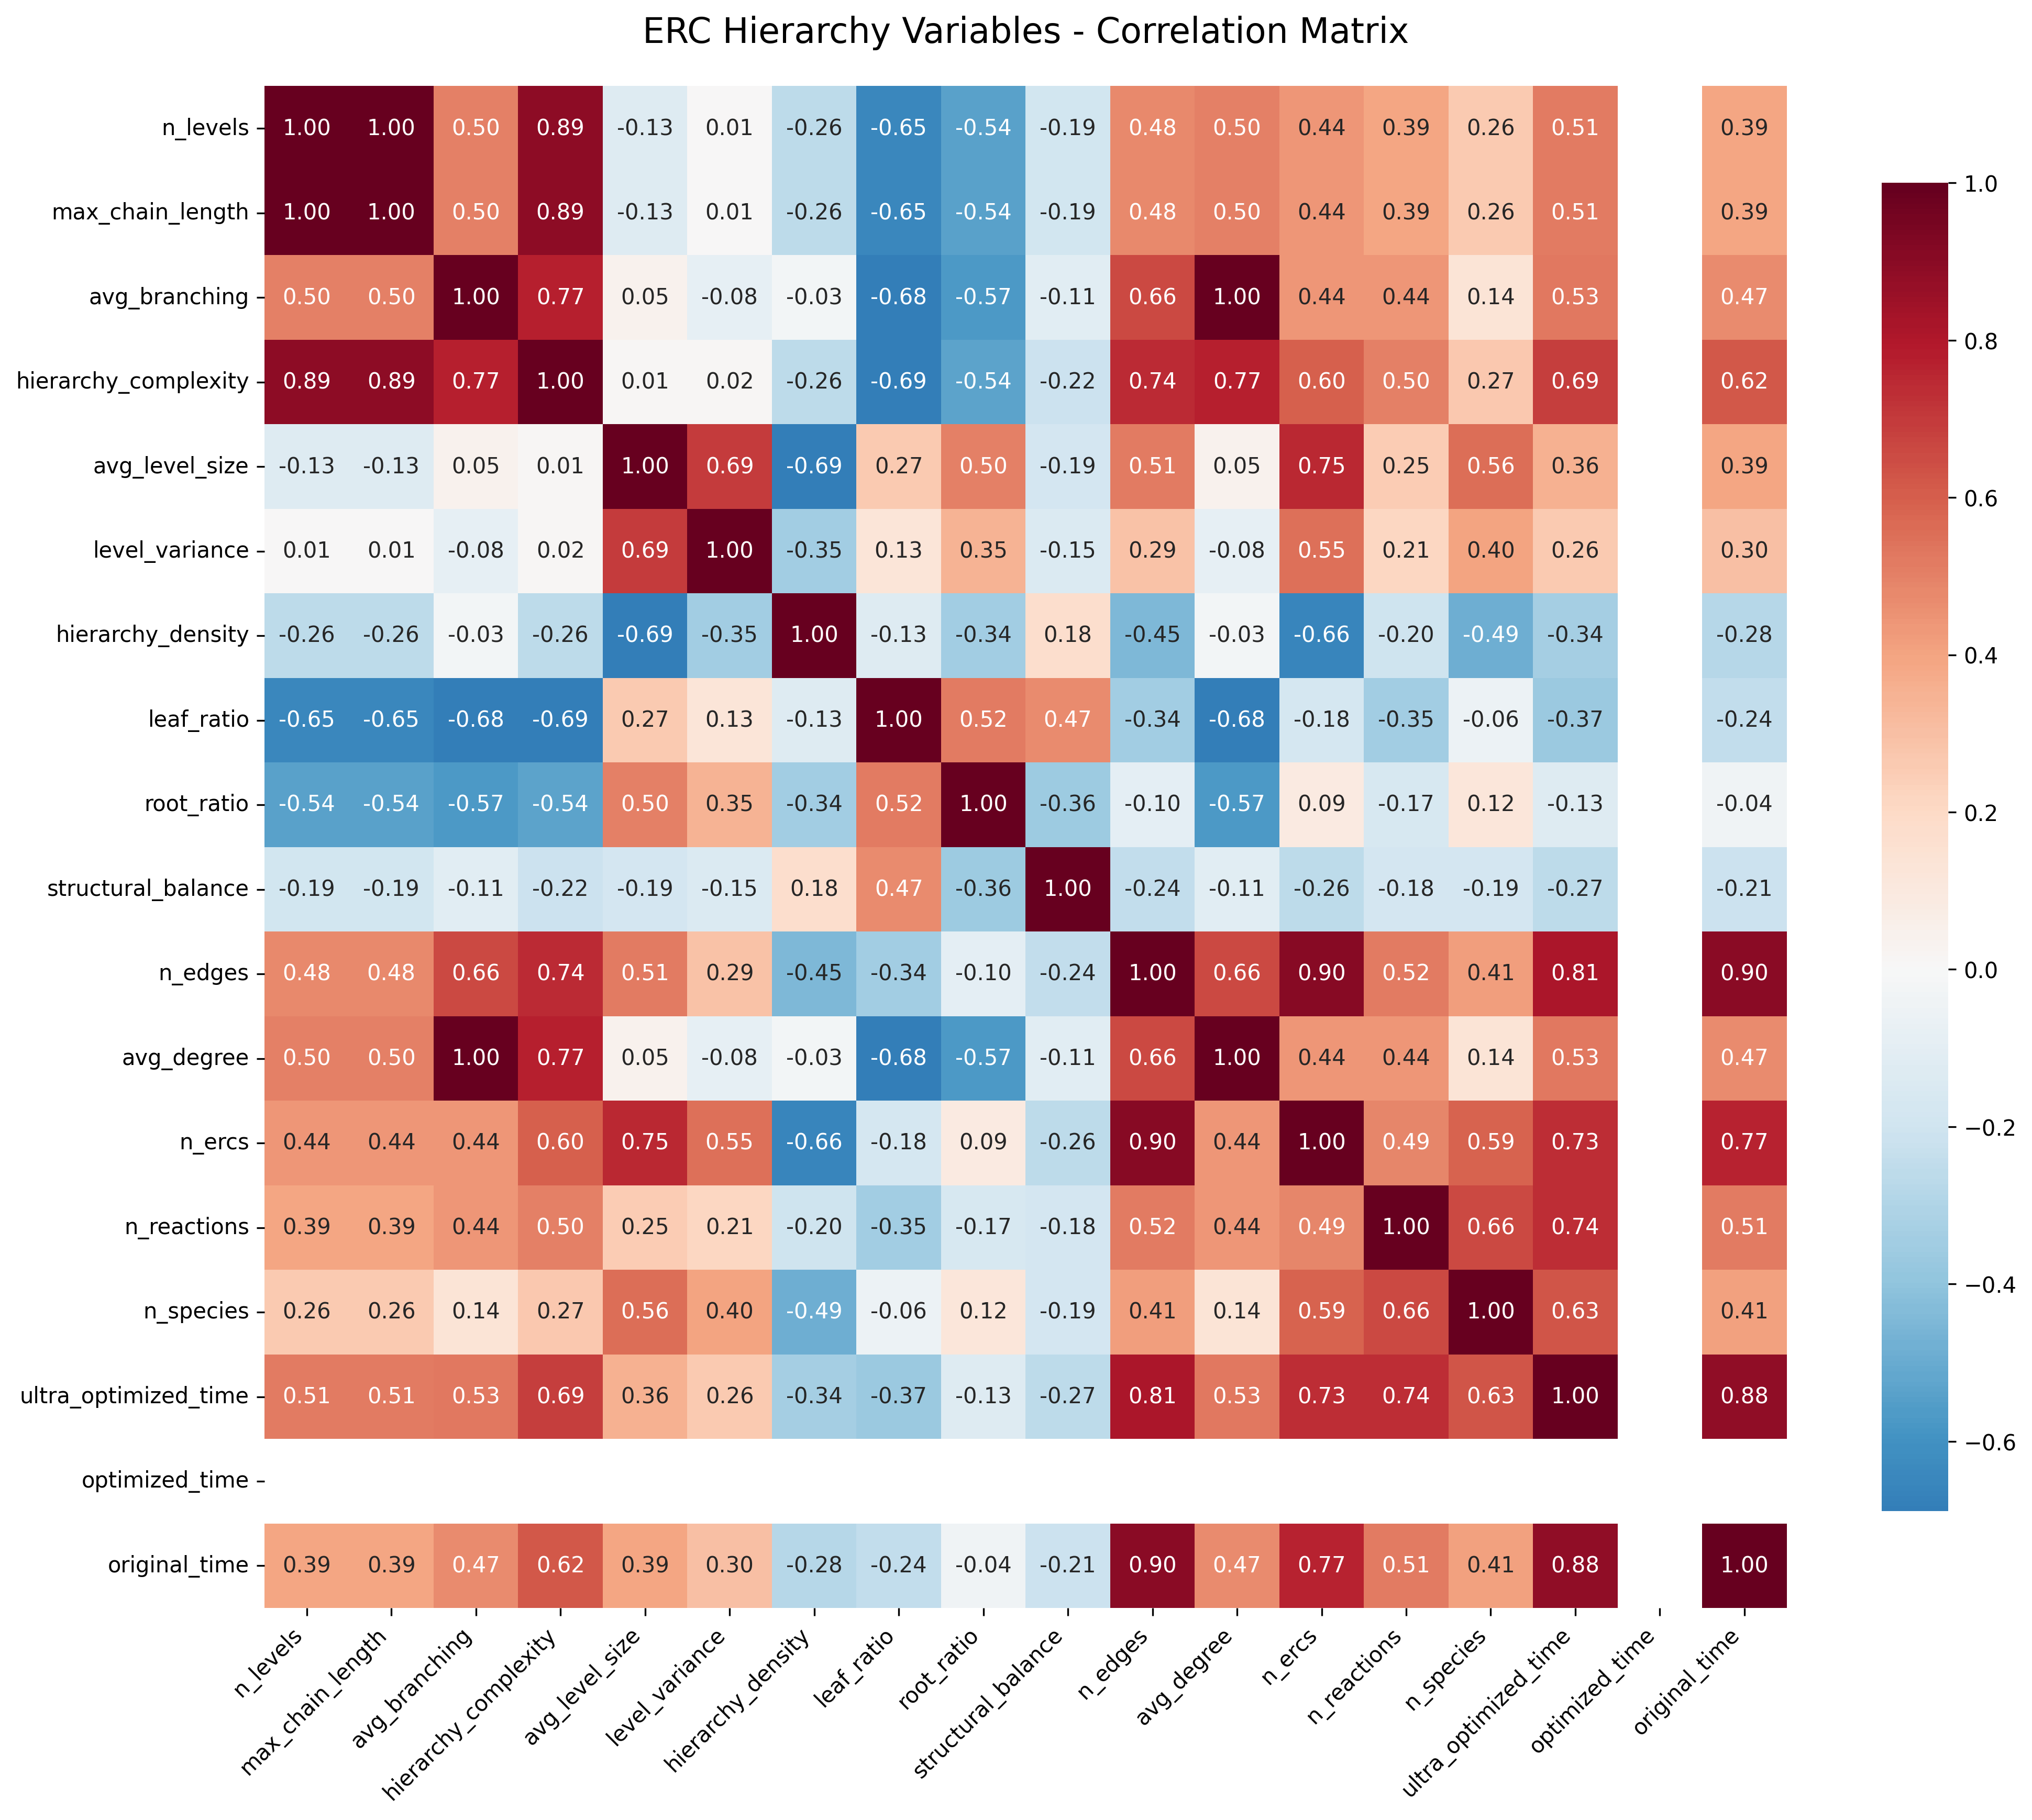 ERC Hierarchy Variables - Correlation Matrix
n_levels 1.00 1.00 0.50 0.89 -0.13 0.01 -0.26 -0.65 -0.54 -0.19 0.48 0.50 0.44 0.39 0.26 0.51 0.39
max_chain_length 1.00 1.00 0.50 0.89 -0.13 0.01 -0.26 -0.65 -0.54 -0.19 0.48 0.50 0.44 0.39 0.26 0.51 0.39
avg_branching 0.50 0.50 1.00 0.77 0.05 -0.08 -0.03 -0.68 -0.57 -0.11 0.66 1.00 0.44 0.44 0.14 0.53 0.47
hierarchy_complexity 0.89 0.89 0.77 1.00 0.01 0.02 -0.26 -0.69 -0.54 -0.22 0.74 0.77 0.60 0.50 0.27 0.69 0.62
avg_level_size -0.13 -0.13 0.05 0.01 1.00 0.69 -0.69 0.27 0.50 -0.19 0.51 0.05 0.75 0.25 0.56 0.36 0.39
level_variance 0.01 0.01 -0.08 0.02 0.69 1.00 -0.35 0.13 0.35 -0.15 0.29 -0.08 0.55 0.21 0.40 0.26 0.30
hierarchy_density -0.26 -0.26 -0.03 -0.26 -0.69 -0.35 1.00 -0.13 -0.34 0.18 -0.45 -0.03 -0.66 -0.20 -0.49 -0.34 -0.28
leaf_ratio -0.65 -0.65 -0.68 -0.69 0.27 0.13 -0.13 1.00 0.52 0.47 -0.34 -0.68 -0.18 -0.35 -0.06 -0.37 -0.24
root_ratio -0.54 -0.54 -0.57 -0.54 0.50 0.35 -0.34 0.52 1.00 -0.36 -0.10 -0.57 0.09 -0.17 0.12 -0.13 -0.04
structural_balance -0.19 -0.19 -0.11 -0.22 -0.19 -0.15 0.18 0.47 -0.36 1.00 -0.24 -0.11 -0.26 -0.18 -0.19 -0.27 -0.21
n_edges 0.48 0.48 0.66 0.74 0.51 0.29 -0.45 -0.34 -0.10 -0.24 1.00 0.66 0.90 0.52 0.41 0.81 0.90
avg_degree 0.50 0.50 1.00 0.77 0.05 -0.08 -0.03 -0.68 -0.57 -0.11 0.66 1.00 0.44 0.44 0.14 0.53 0.47
n_ercs 0.44 0.44 0.44 0.60 0.75 0.55 -0.66 -0.18 0.09 -0.26 0.90 0.44 1.00 0.49 0.59 0.73 0.77
n_reactions 0.39 0.39 0.44 0.50 0.25 0.21 -0.20 -0.35 -0.17 -0.18 0.52 0.44 0.49 1.00 0.66 0.74 0.51
n_species 0.26 0.26 0.14 0.27 0.56 0.40 -0.49 -0.06 0.12 -0.19 0.41 0.14 0.59 0.66 1.00 0.63 0.41
ultra_optimized_time 0.51 0.51 0.53 0.69 0.36 0.26 -0.34 -0.37 -0.13 -0.27 0.81 0.53 0.73 0.74 0.63 1.00 0.88
optimized_time
original_time 0.39 0.39 0.47 0.62 0.39 0.30 -0.28 -0.24 -0.04 -0.21 0.90 0.47 0.77 0.51 0.41 0.88 1.00
n_levels
max_chain_length
avg_branching
hierarchy_complexity
avg_level_size
level_variance
hierarchy_density
leaf_ratio
root_ratio
structural_balance
n_edges
avg_degree
n_ercs
n_reactions
n_species
ultra_optimized_time
optimized_time
original_time
1.0
0.8
0.6
0.4
0.2
0.0
−0.2
−0.4
−0.6